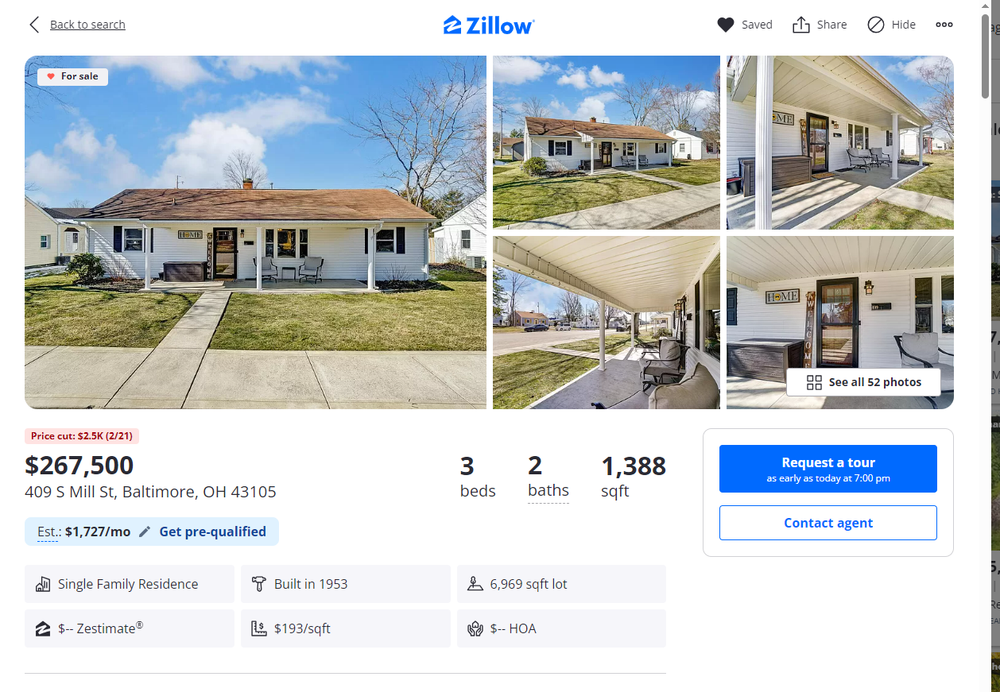 Back to search
Zillow
Saved
Share
Hide
For sale
HOME
WELCOME
HOME
WELCOME
See all 52 photos
Price cut: $2.5K (2/21)
$267,500
409 S Mill St, Baltimore, OH 43105
3
beds
2
baths
1,388
sqft
Est.: $1,727/mo
Get pre-qualified
Request a tour
as early as today at 7:00 pm
Contact agent
Single Family Residence
Built in 1953
6,969 sqft lot
$-- Zestimate®
$193/sqft
$-- HOA